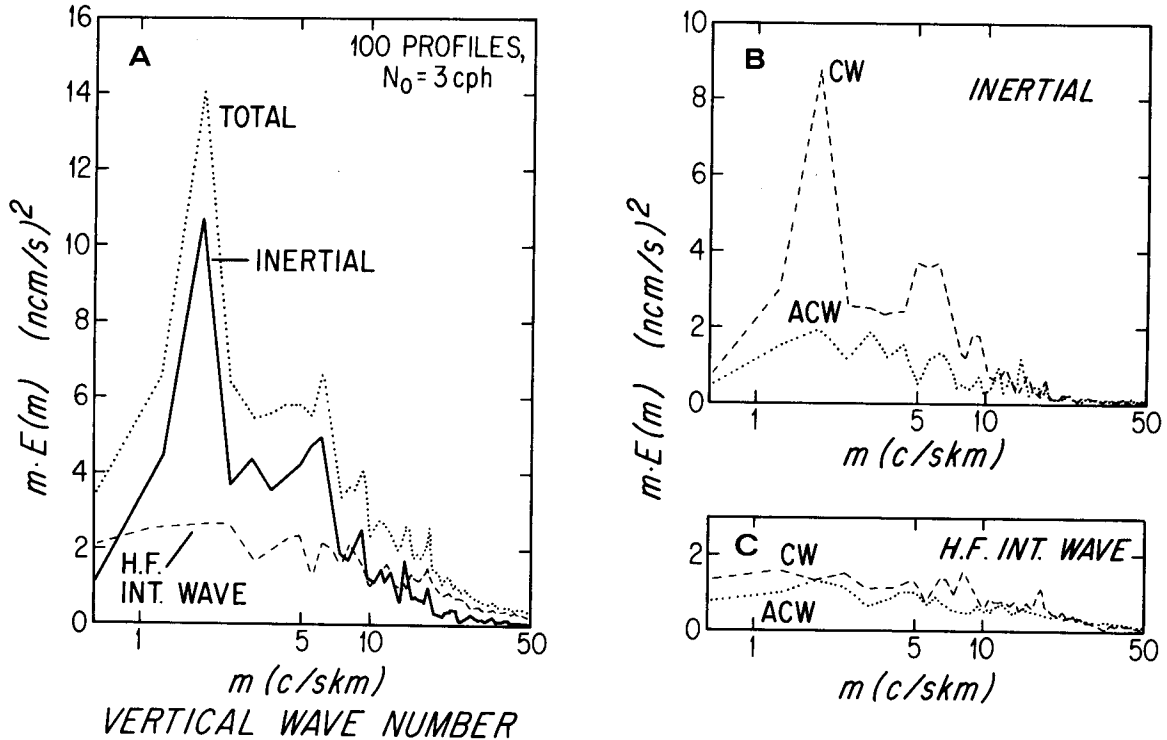 A
100 PROFILES,
N₀ = 3 cph
TOTAL
INERTIAL
H.F.
INT. WAVE
16
14
12
10
8
6
4
2
0
m·E(m) (ncm/s)²
1 5 10 50
m (c/skm)
VERTICAL WAVE NUMBER
B
CW
INERTIAL
ACW
10
8
6
4
2
0
m·E(m) (ncm/s)²
1 5 10 50
m (c/skm)
C
CW
H.F. INT. WAVE
ACW
2
0
1 5 10 50
m (c/skm)